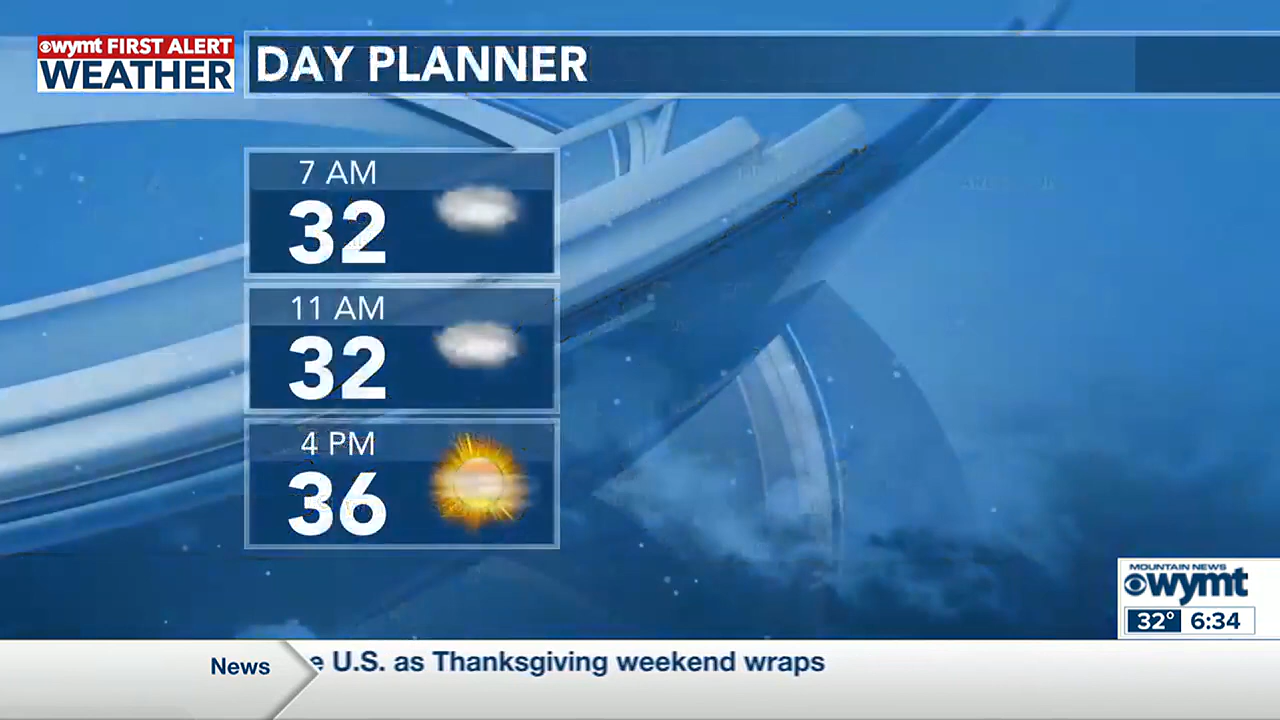 wymt FIRST ALERT
WEATHER
DAY PLANNER
7 AM
32
11 AM
32
4 PM
36
MOUNTAIN NEWS
wymt
32° 6:34
News
e U.S. as Thanksgiving weekend wraps